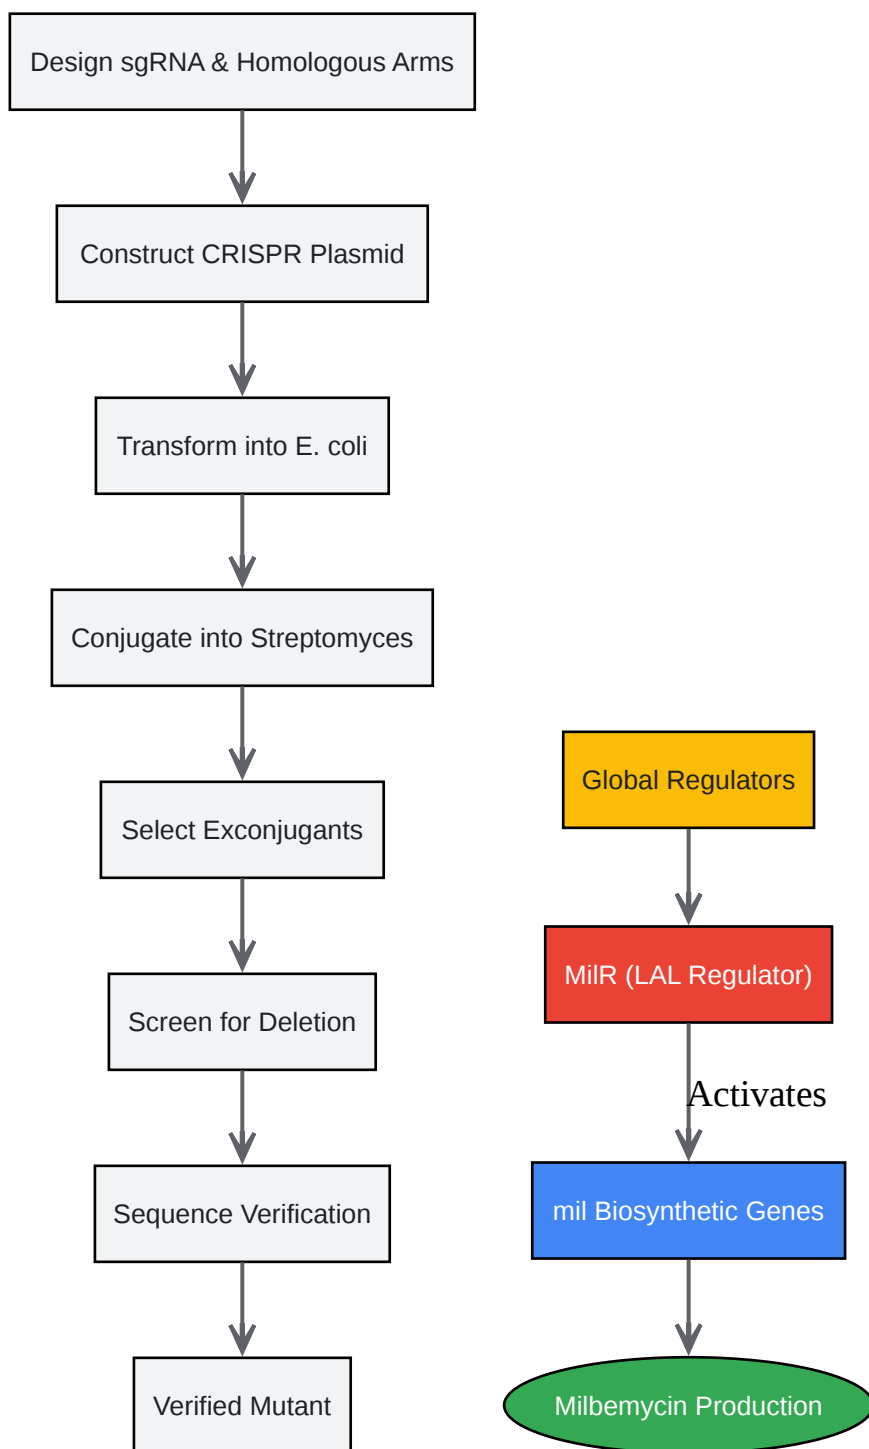 Design sgRNA & Homologous Arms
Construct CRISPR Plasmid
Transform into E. coli
Conjugate into Streptomyces
Select Exconjugants
Screen for Deletion
Sequence Verification
Verified Mutant
Global Regulators
MilR (LAL Regulator)
Activates
mil Biosynthetic Genes
Milbemycin Production